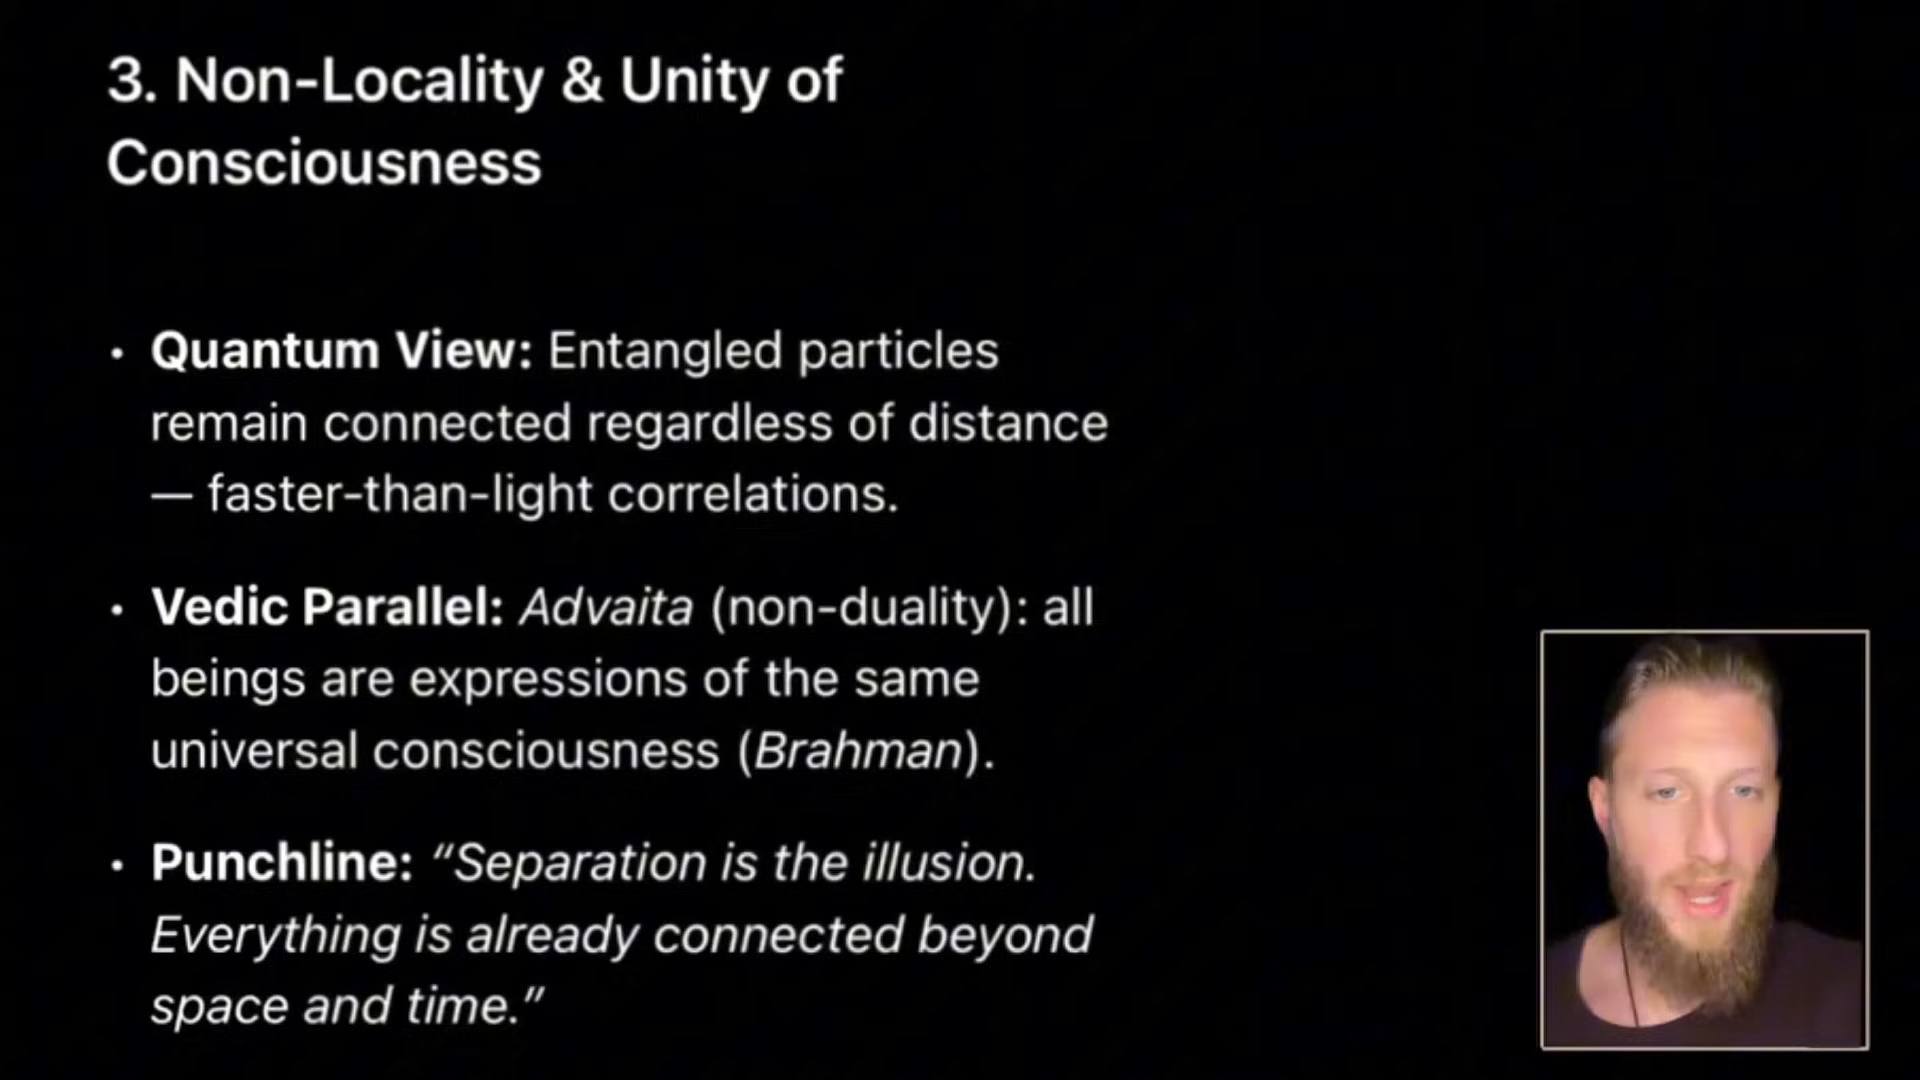 3. Non-Locality & Unity of
Consciousness
• Quantum View: Entangled particles
remain connected regardless of distance
— faster-than-light correlations.
• Vedic Parallel: Advaita (non-duality): all
beings are expressions of the same
universal consciousness (Brahman).
• Punchline: “Separation is the illusion.
Everything is already connected beyond
space and time.”